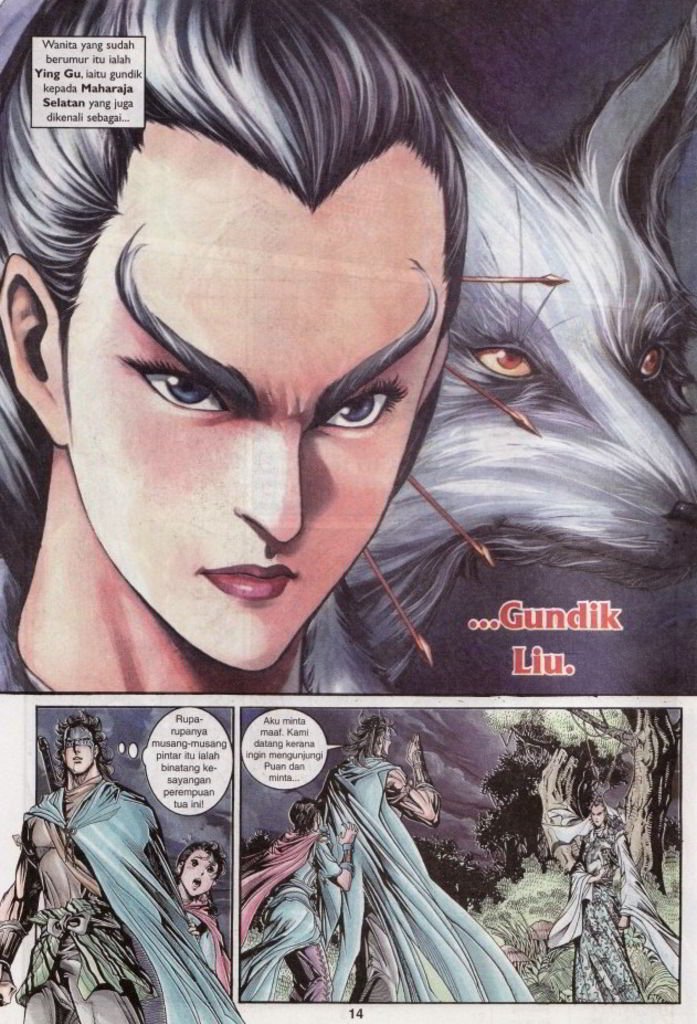 Wanita yang sudah
berumur itu ialah
Ying Gu, iaitu gundik
kepada Maharaja
Selatan yang juga
dikenali sebagai...
...Gundik
Liu.
Rupa-
rupanya
musang-musang
pintar itu ialah
binatang ke-
sayangan
perempuan
tua ini!
Aku minta
maaf. Kami
datang kerana
ingin mengunjungi
Puan dan
minta...
14